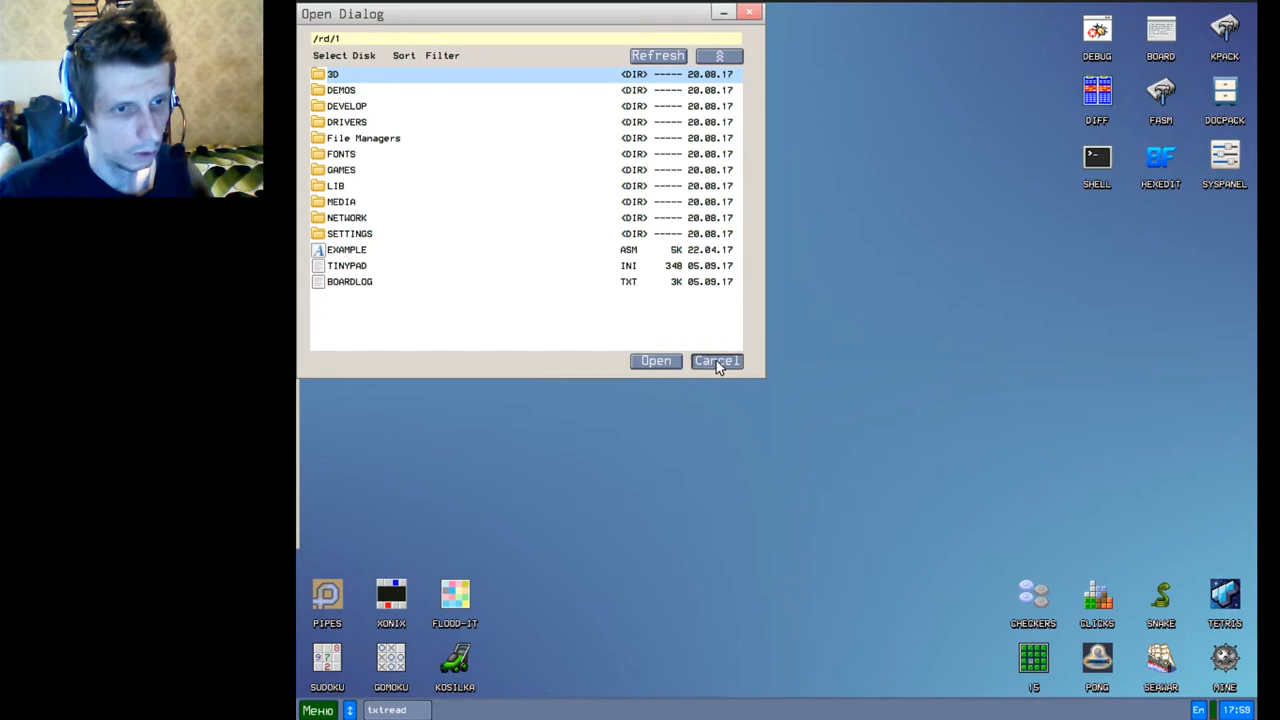 Open Dialog
/rd/1
Select Disk Sort Filter Refresh
3D <DIR> ----- 20.08.17
DEMOS <DIR> ----- 20.08.17
DEVELOP <DIR> ----- 20.08.17
DRIVERS <DIR> ----- 20.08.17
File Managers <DIR> ----- 20.08.17
FONTS <DIR> ----- 20.08.17
GAMES <DIR> ----- 20.08.17
LIB <DIR> ----- 20.08.17
MEDIA <DIR> ----- 20.08.17
NETWORK <DIR> ----- 20.08.17
SETTINGS <DIR> ----- 20.08.17
EXAMPLE ASM 5K 22.04.17
TINYPAD INI 348 05.09.17
BOARDLOG TXT 3K 05.09.17
Open Cancel
DEBUG BOARD KPACK
DIFF FASM DOCPACK
SHELL HEXEDIT SYSPANEL
PIPES XONIX FLOOD-IT
CHECKERS CLICKS SNAKE TETRIS
SUDOKU GOMOKU KOSILKA
15 PONG SEAWAR MINE
Меню txtread En 17:59